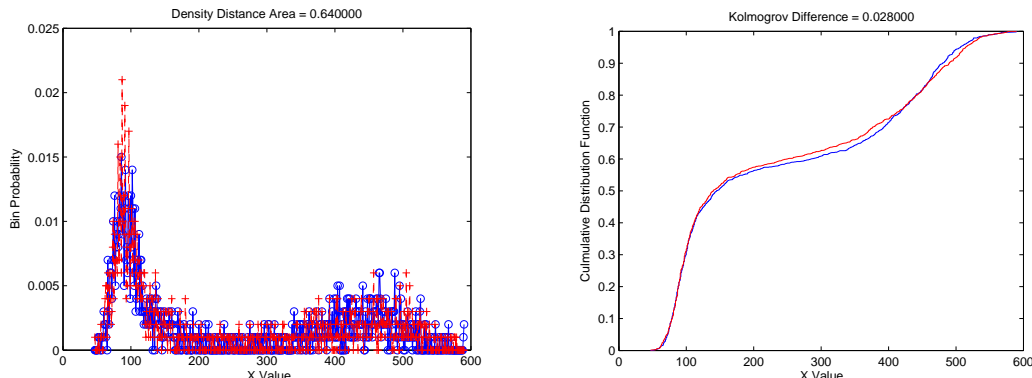 Density Distance Area = 0.640000
0.025
0.02
0.015
0.01
0.005
0
Bin Probability
0 100 200 300 400 500 600
X Value
Kolmogrov Difference = 0.028000
1
0.9
0.8
0.7
0.6
0.5
0.4
0.3
0.2
0.1
0
Culmulative Distribution Function
0 100 200 300 400 500 600
X Value